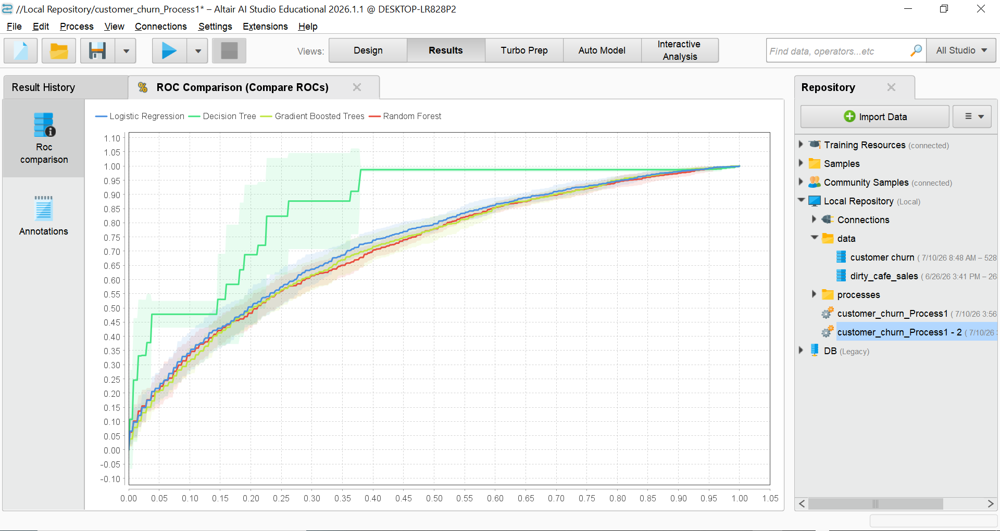 //Local Repository/customer_churn_Process1* – Altair AI Studio Educational 2026.1.1 @ DESKTOP-LR828P2
File Edit Process View Connections Settings Extensions Help
Views: Design Results Turbo Prep Auto Model Interactive Analysis
Find data, operators...etc
All Studio
Result History
ROC Comparison (Compare ROCs)
Roc
comparison
Annotations
Logistic Regression Decision Tree Gradient Boosted Trees Random Forest
1.10
1.05
1.00
0.95
0.90
0.85
0.80
0.75
0.70
0.65
0.60
0.55
0.50
0.45
0.40
0.35
0.30
0.25
0.20
0.15
0.10
0.05
0.00
-0.05
-0.10
0.00 0.05 0.10 0.15 0.20 0.25 0.30 0.35 0.40 0.45 0.50 0.55 0.60 0.65 0.70 0.75 0.80 0.85 0.90 0.95 1.00 1.05
Repository
Import Data
Training Resources (connected)
Samples
Community Samples (connected)
Local Repository (Local)
Connections
data
customer churn ( 7/10/26 8:48 AM – 528
dirty_cafe_sales ( 6/26/26 3:41 PM – 26
processes
customer_churn_Process1 ( 7/10/26 3:56
customer_churn_Process1 - 2 ( 7/10/26
DB (Legacy)